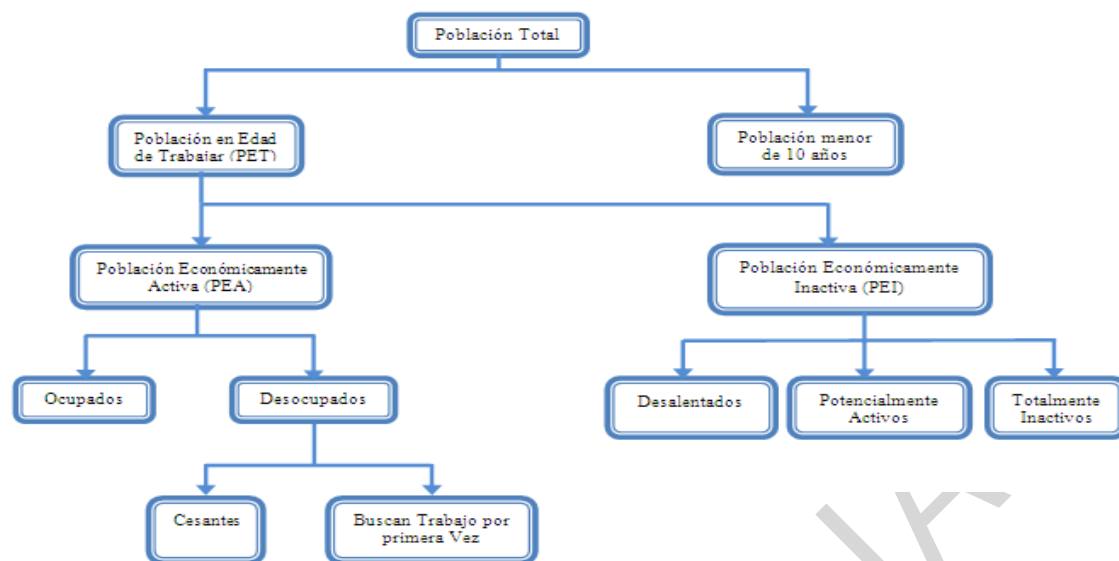 Población Total
Población en Edad
de Trabajar (PET)
Población menor
de 10 años
Población Económicamente
Activa (PEA)
Población Económicamente
Inactiva (PEI)
Ocupados
Desocupados
Desalentados
Potencialmente
Activos
Totalmente
Inactivos
Cesantes
Buscan Trabajo por
primera Vez